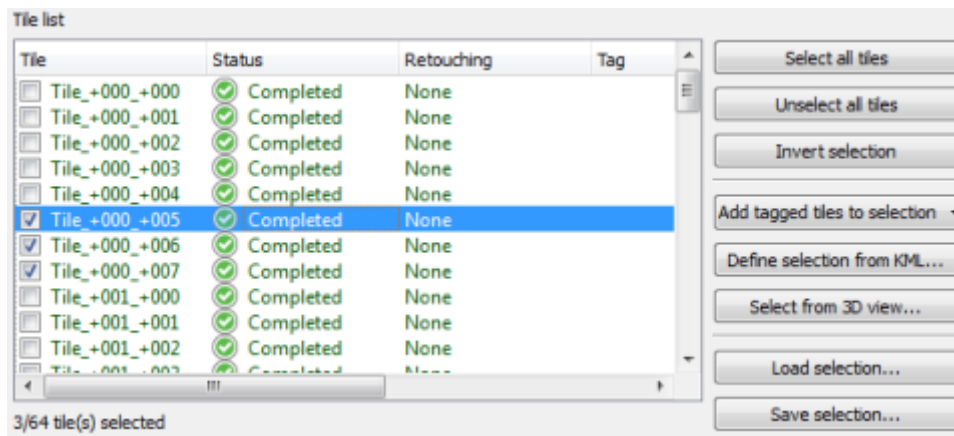 Tile list
Tile Status Retouching Tag
Tile_+000_+000 Completed None
Tile_+000_+001 Completed None
Tile_+000_+002 Completed None
Tile_+000_+003 Completed None
Tile_+000_+004 Completed None
Tile_+000_+005 Completed None
Tile_+000_+006 Completed None
Tile_+000_+007 Completed None
Tile_+001_+000 Completed None
Tile_+001_+001 Completed None
Tile_+001_+002 Completed None
3/64 tile(s) selected
Select all tiles
Unselect all tiles
Invert selection
Add tagged tiles to selection
Define selection from KML...
Select from 3D view...
Load selection...
Save selection...